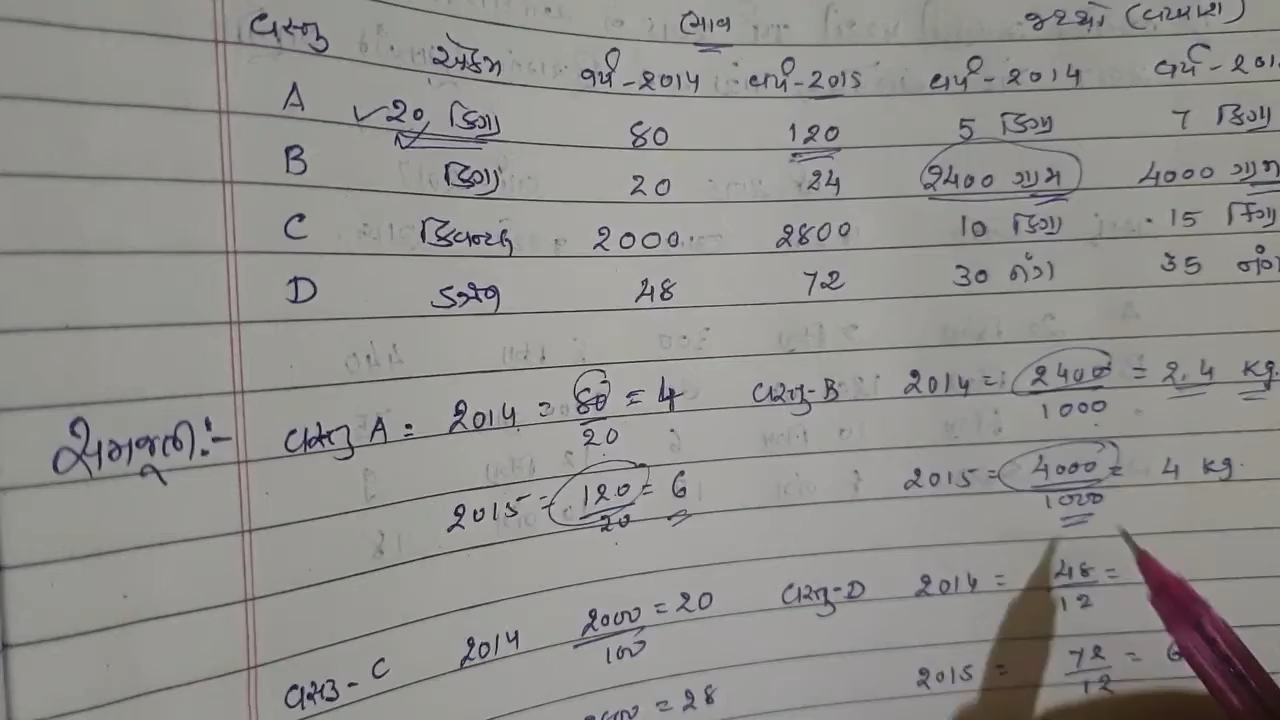 વસ્તુ એકમ ભાવ જથ્થો (વપરાશ)
વર્ષ-2014 વર્ષ-2015 વર્ષ-2014 વર્ષ-201
A 20 કિગ્રા 80 120 5 કિગ્રા 7 કિગ્રા
B કિગ્રા 20 24 2400 ગ્રામ 4000 ગ્રામ
C ક્વિન્ટલ 2000 2800 10 કિગ્રા 15 કિગ્રા
D ડઝન 48 72 30 નંગ 35 નંગ
સમજૂતી:- વસ્તુ A = 2014 = 80/20 = 4 વસ્તુ-B 2014 = 2400/1000 = 2.4 kg.
2015 = 120/20 = 6 2015 = 4000/1000 = 4 kg.
વસ્તુ-C 2014 2000/100 = 20 વસ્તુ-D 2014 = 48/12 =
= 28 2015 = 72/12 = 6